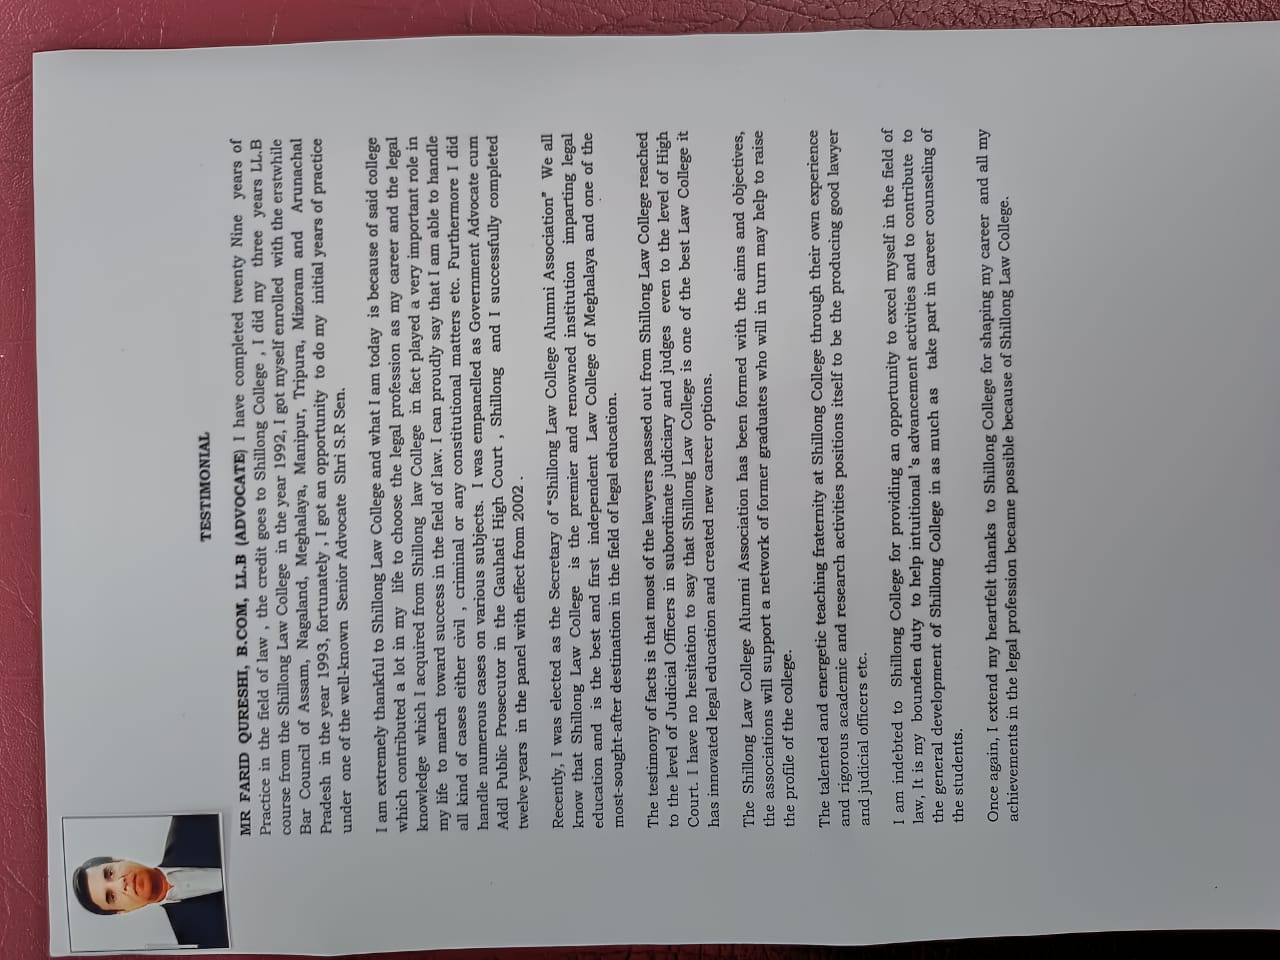 TESTIMONIAL
MR FARID QURESHI, B.COM, LL.B (ADVOCATE) I have completed twenty Nine years of
Practice in the field of law , the credit goes to Shillong College , I did my three years LL.B
course from the Shillong Law College in the year 1992, I got myself enrolled with the erstwhile
Bar Council of Assam, Nagaland, Meghalaya, Manipur, Tripura, Mizoram and Arunachal
Pradesh in the year 1993, fortunately , I got an opportunity to do my initial years of practice
under one of the well-known Senior Advocate Shri S.R Sen.
I am extremely thankful to Shillong Law College and what I am today is because of said college
which contributed a lot in my life to choose the legal profession as my career and the legal
knowledge which I acquired from Shillong law College in fact played a very important role in
my life to march toward success in the field of law. I can proudly say that I am able to handle
all kind of cases either civil , criminal or any constitutional matters etc. Furthermore I did
handle numerous cases on various subjects. I was empanelled as Government Advocate cum
Addl Public Prosecutor in the Gauhati High Court , Shillong and I successfully completed
twelve years in the panel with effect from 2002 .
Recently, I was elected as the Secretary of “Shillong Law College Alumni Association” We all
know that Shillong Law College is the premier and renowned institution imparting legal
education and is the best and first independent Law College of Meghalaya and one of the
most-sought-after destination in the field of legal education.
The testimony of facts is that most of the lawyers passed out from Shillong Law College reached
to the level of Judicial Officers in subordinate judiciary and judges even to the level of High
Court. I have no hesitation to say that Shillong Law College is one of the best Law College it
has innovated legal education and created new career options.
The Shillong Law College Alumni Association has been formed with the aims and objectives,
the associations will support a network of former graduates who will in turn may help to raise
the profile of the college.
The talented and energetic teaching fraternity at Shillong College through their own experience
and rigorous academic and research activities positions itself to be the producing good lawyer
and judicial officers etc.
I am indebted to Shillong College for providing an opportunity to excel myself in the field of
law, It is my bounden duty to help intuitional 's advancement activities and to contribute to
the general development of Shillong College in as much as take part in career counseling of
the students.
Once again, I extend my heartfelt thanks to Shillong College for shaping my career and all my
achievements in the legal profession became possible because of Shillong Law College.